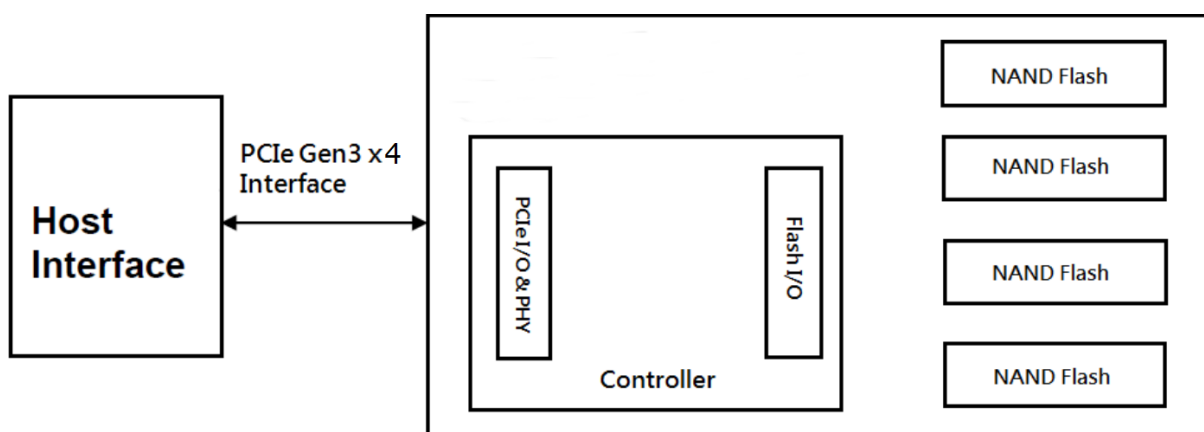 Host
Interface
PCIe Gen3 x4
Interface
PCIe I/O & PHY
Flash I/O
Controller
NAND Flash
NAND Flash
NAND Flash
NAND Flash